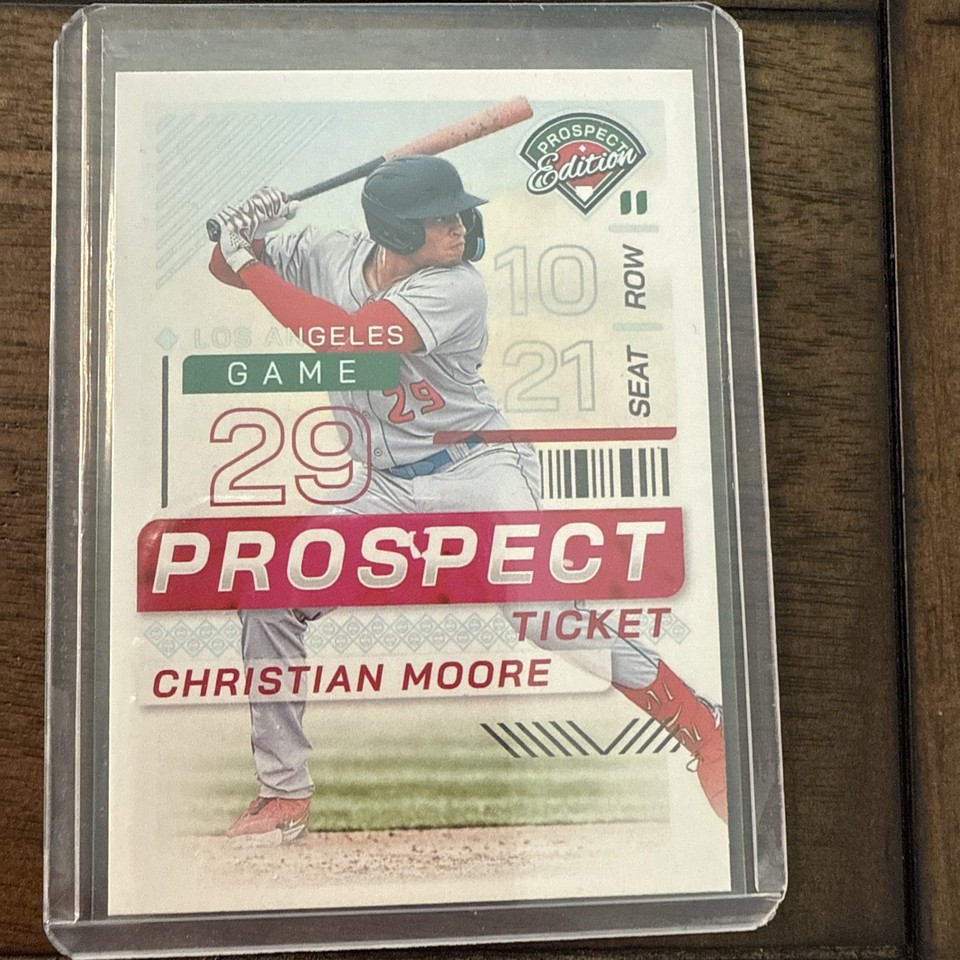 PROSPECT
Edition
10
ROW
LOS ANGELES
GAME
21
SEAT
29
29
PROSPECT
TICKET
CHRISTIAN MOORE